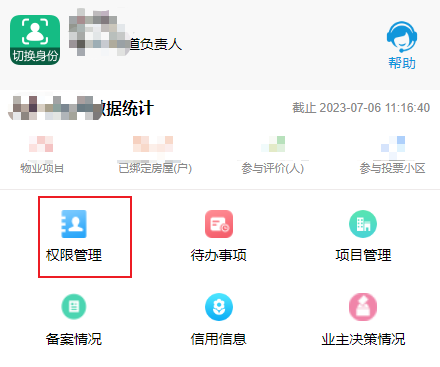 切换身份
道负责人
帮助
数据统计
截止 2023-07-06 11:16:40
物业项目
已绑定房屋(户)
参与评价(人)
参与投票小区
权限管理
待办事项
项目管理
备案情况
信用信息
业主决策情况